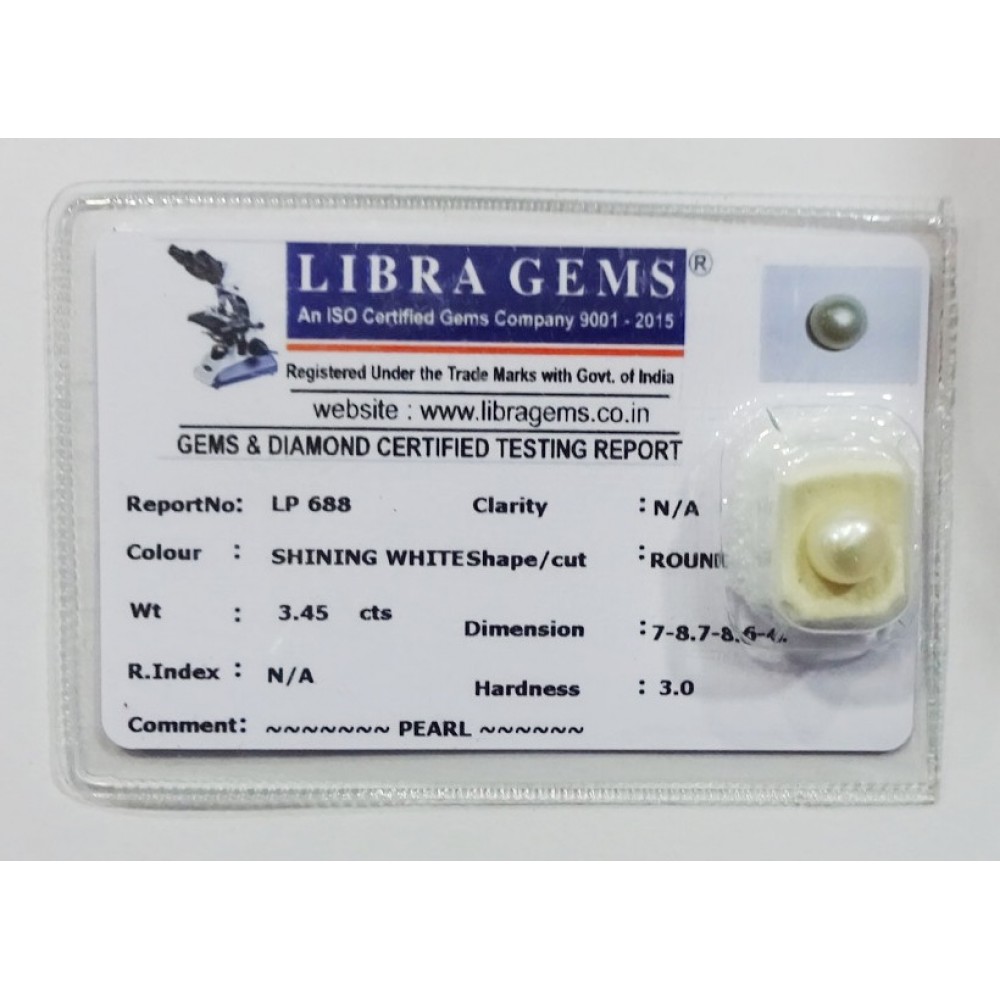 LIBRA GEMS ®
An ISO Certified Gems Company 9001 - 2015
Registered Under the Trade Marks with Govt. of India
website : www.libragems.co.in
GEMS & DIAMOND CERTIFIED TESTING REPORT
ReportNo: LP 688 Clarity : N/A
Colour : SHINING WHITE Shape/cut :
Wt : 3.45 cts Dimension :
R.Index : N/A Hardness : 3.0
Comment: ~~~~~~~ PEARL ~~~~~~